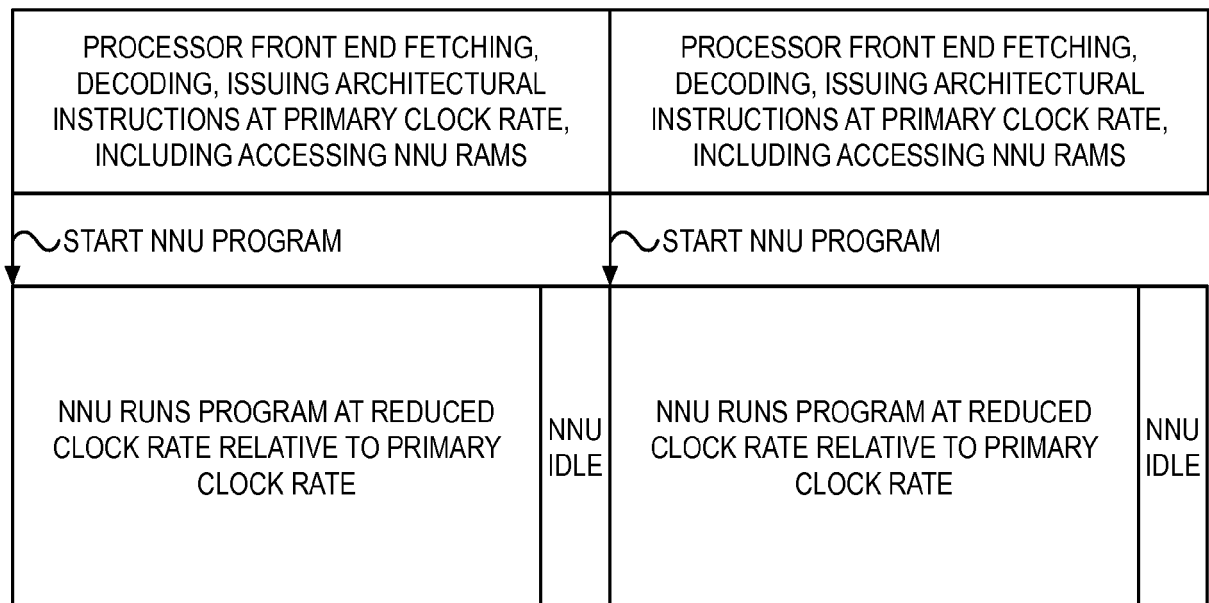 PROCESSOR FRONT END FETCHING,
DECODING, ISSUING ARCHITECTURAL
INSTRUCTIONS AT PRIMARY CLOCK RATE,
INCLUDING ACCESSING NNU RAMS
PROCESSOR FRONT END FETCHING,
DECODING, ISSUING ARCHITECTURAL
INSTRUCTIONS AT PRIMARY CLOCK RATE,
INCLUDING ACCESSING NNU RAMS
START NNU PROGRAM
START NNU PROGRAM
NNU RUNS PROGRAM AT REDUCED
CLOCK RATE RELATIVE TO PRIMARY
CLOCK RATE
NNU
IDLE
NNU RUNS PROGRAM AT REDUCED
CLOCK RATE RELATIVE TO PRIMARY
CLOCK RATE
NNU
IDLE